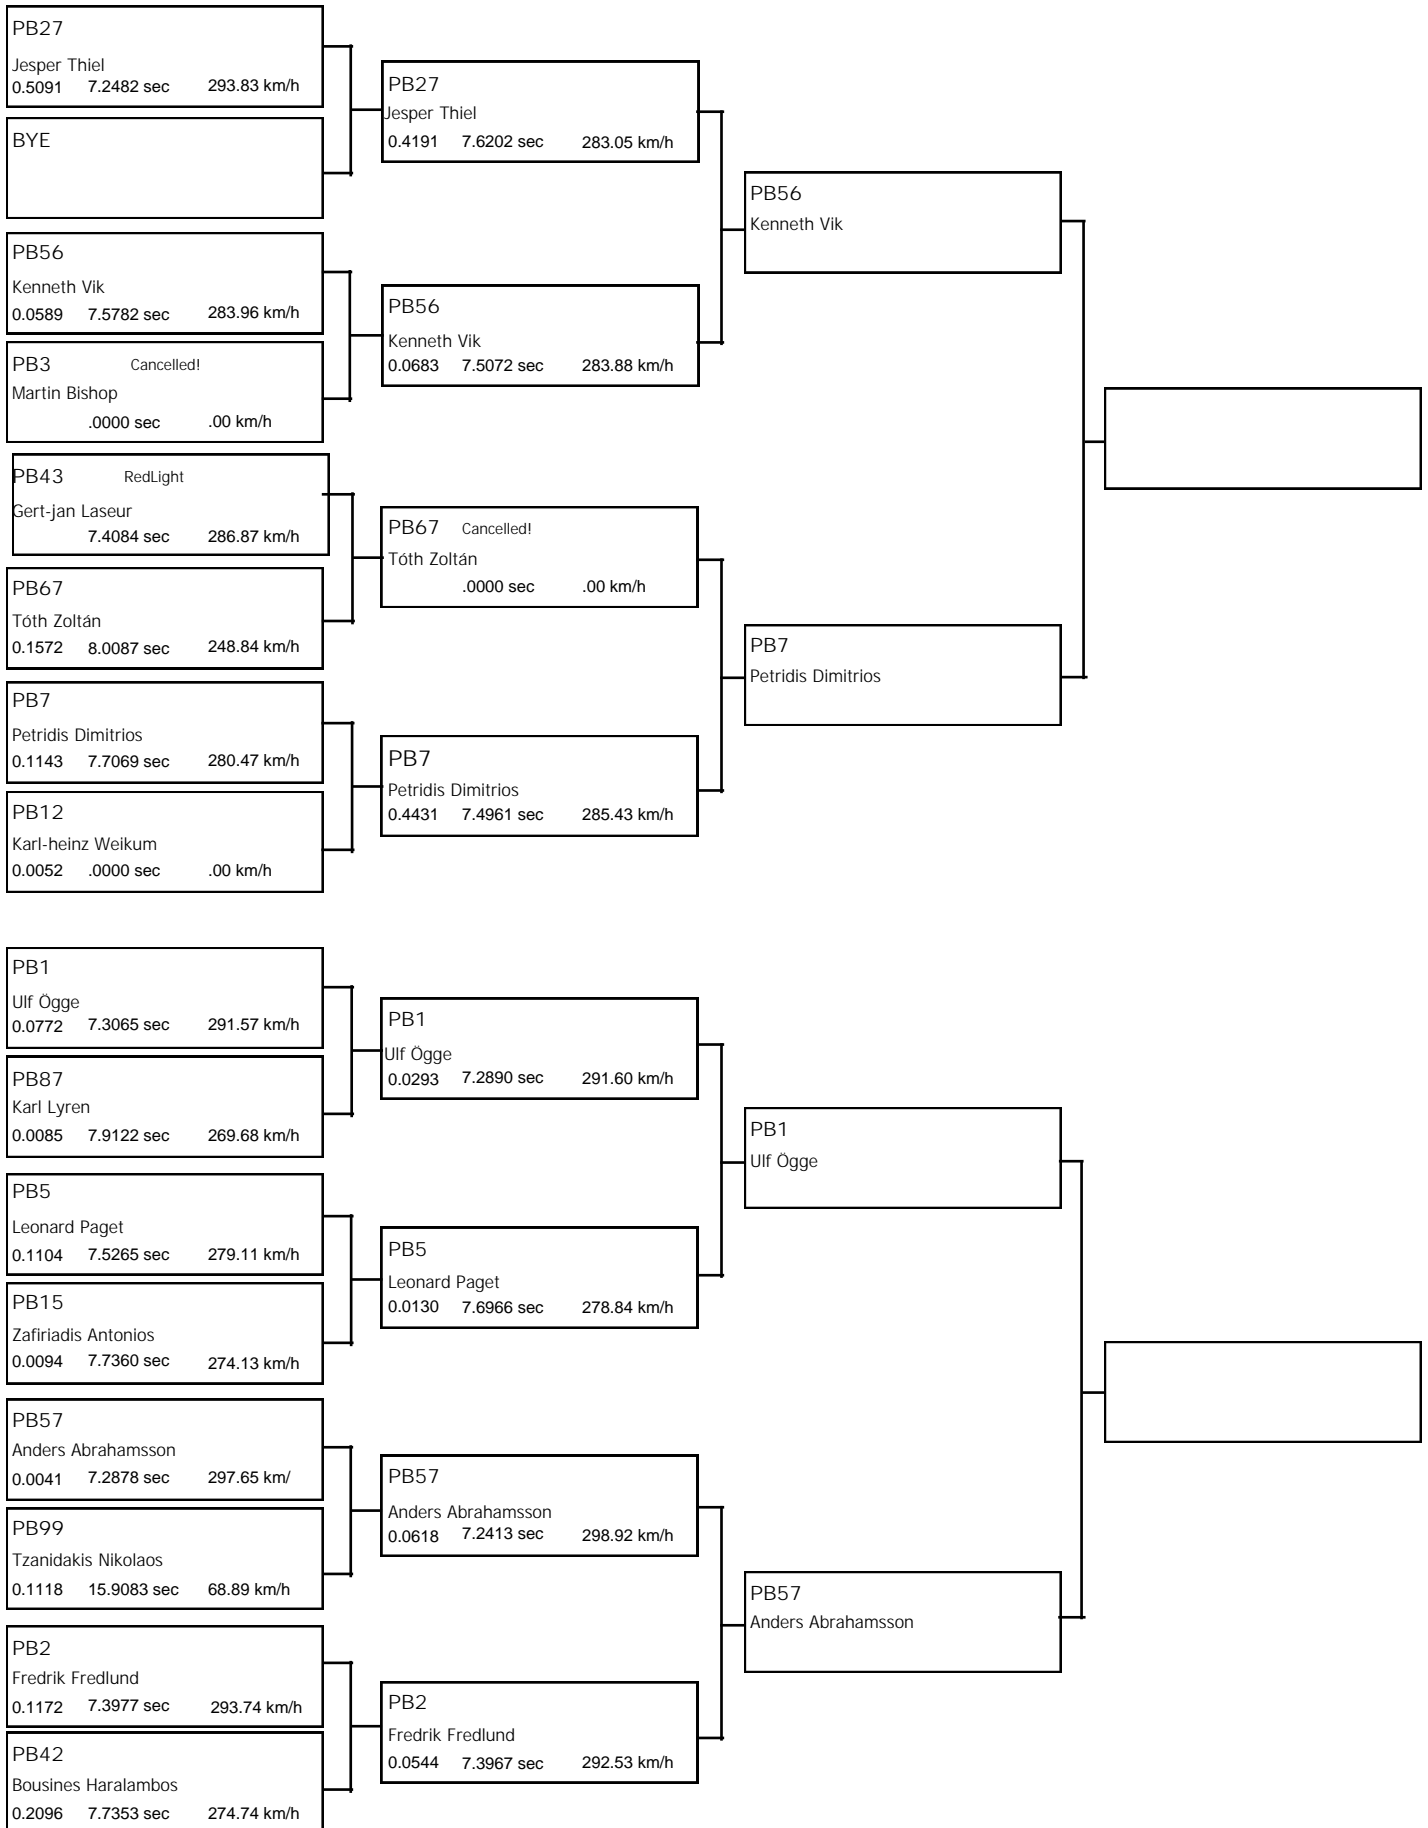 PB27
Jesper Thiel
0.5091 7.2482 sec 293.83 km/h
BYE
PB56
Kenneth Vik
0.0589 7.5782 sec 283.96 km/h
PB3 Cancelled!
Martin Bishop
.0000 sec .00 km/h
PB43 RedLight
Gert-jan Laseur
7.4084 sec 286.87 km/h
PB67
Tóth Zoltán
0.1572 8.0087 sec 248.84 km/h
PB7
Petridis Dimitrios
0.1143 7.7069 sec 280.47 km/h
PB12
Karl-heinz Weikum
0.0052 .0000 sec .00 km/h
PB1
Ulf Ögge
0.0772 7.3065 sec 291.57 km/h
PB87
Karl Lyren
0.0085 7.9122 sec 269.68 km/h
PB5
Leonard Paget
0.1104 7.5265 sec 279.11 km/h
PB15
Zafiriadis Antonios
0.0094 7.7360 sec 274.13 km/h
PB57
Anders Abrahamsson
0.0041 7.2878 sec 297.65 km/
PB99
Tzanidakis Nikolaos
0.1118 15.9083 sec 68.89 km/h
PB2
Fredrik Fredlund
0.1172 7.3977 sec 293.74 km/h
PB42
Bousines Haralambos
0.2096 7.7353 sec 274.74 km/h
PB27
Jesper Thiel
0.4191 7.6202 sec 283.05 km/h
PB56
Kenneth Vik
0.0683 7.5072 sec 283.88 km/h
PB67 Cancelled!
Tóth Zoltán
.0000 sec .00 km/h
PB7
Petridis Dimitrios
0.4431 7.4961 sec 285.43 km/h
PB1
Ulf Ögge
0.0293 7.2890 sec 291.60 km/h
PB5
Leonard Paget
0.0130 7.6966 sec 278.84 km/h
PB57
Anders Abrahamsson
0.0618 7.2413 sec 298.92 km/h
PB2
Fredrik Fredlund
0.0544 7.3967 sec 292.53 km/h
PB56
Kenneth Vik
PB7
Petridis Dimitrios
PB1
Ulf Ögge
PB57
Anders Abrahamsson